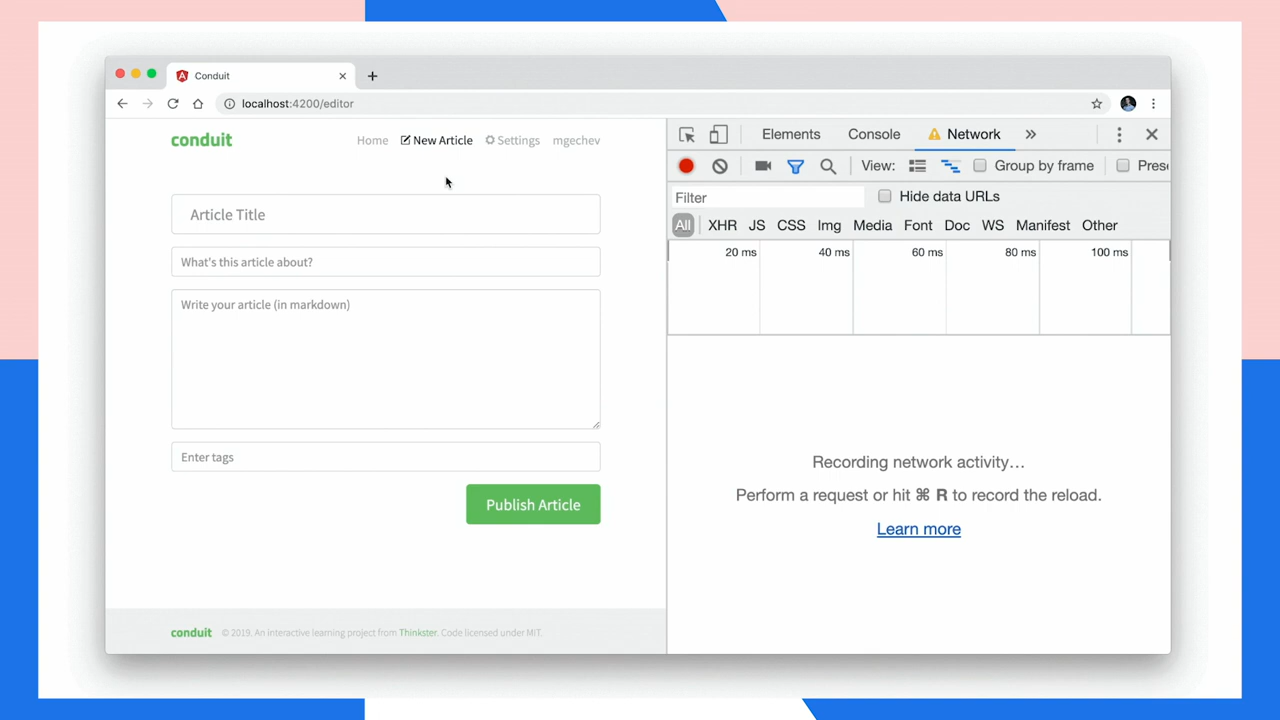 Conduit
localhost:4200/editor
conduit
Home New Article Settings mgechev
Article Title
What's this article about?
Write your article (in markdown)
Enter tags
Publish Article
conduit © 2019. An interactive learning project from Thinkster. Code licensed under MIT.
Elements Console Network »
View: Group by frame Prese
Filter Hide data URLs
All XHR JS CSS Img Media Font Doc WS Manifest Other
20 ms 40 ms 60 ms 80 ms 100 ms
Recording network activity…
Perform a request or hit ⌘ R to record the reload.
Learn more